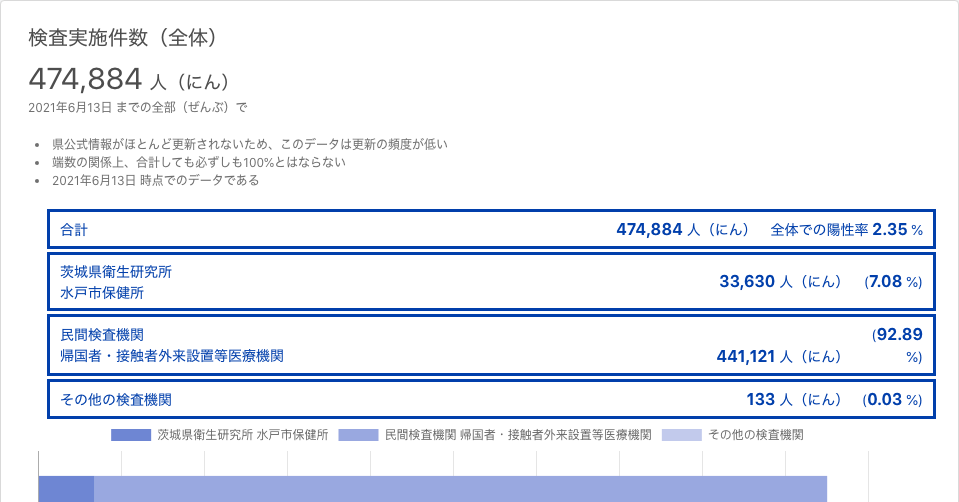 検査実施件数（全体）
474,884 人（にん）
2021年6月13日 までの全部（ぜんぶ）で
• 県公式情報がほとんど更新されないため、このデータは更新の頻度が低い
• 端数の関係上、合計しても必ずしも100%とはならない
• 2021年6月13日 時点でのデータである
合計 474,884 人（にん） 全体での陽性率 2.35 %
茨城県衛生研究所
水戸市保健所 33,630 人（にん） (7.08 %)
民間検査機関 (92.89
帰国者・接触者外来設置等医療機関 441,121 人（にん） %)
その他の検査機関 133 人（にん） (0.03 %)
茨城県衛生研究所 水戸市保健所 民間検査機関 帰国者・接触者外来設置等医療機関 その他の検査機関